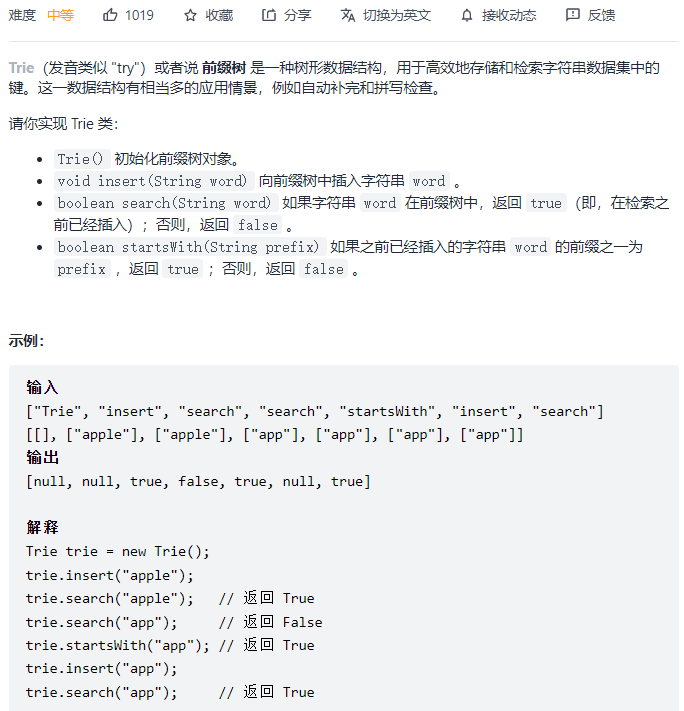 难度 中等 1019 收藏 分享 切换为英文 接收动态 反馈
Trie（发音类似 "try"）或者说 前缀树 是一种树形数据结构，用于高效地存储和检索字符串数据集中的
键。这一数据结构有相当多的应用情景，例如自动补完和拼写检查。
请你实现 Trie 类：
• Trie() 初始化前缀树对象。
• void insert(String word) 向前缀树中插入字符串 word 。
• boolean search(String word) 如果字符串 word 在前缀树中，返回 true（即，在检索之
前已经插入）；否则，返回 false 。
• boolean startsWith(String prefix) 如果之前已经插入的字符串 word 的前缀之一为
prefix ，返回 true ；否则，返回 false 。
示例：
输入
["Trie", "insert", "search", "search", "startsWith", "insert", "search"]
[[], ["apple"], ["apple"], ["app"], ["app"], ["app"], ["app"]]
输出
[null, null, true, false, true, null, true]
解释
Trie trie = new Trie();
trie.insert("apple");
trie.search("apple");   // 返回 True
trie.search("app");     // 返回 False
trie.startsWith("app"); // 返回 True
trie.insert("app");
trie.search("app");     // 返回 True